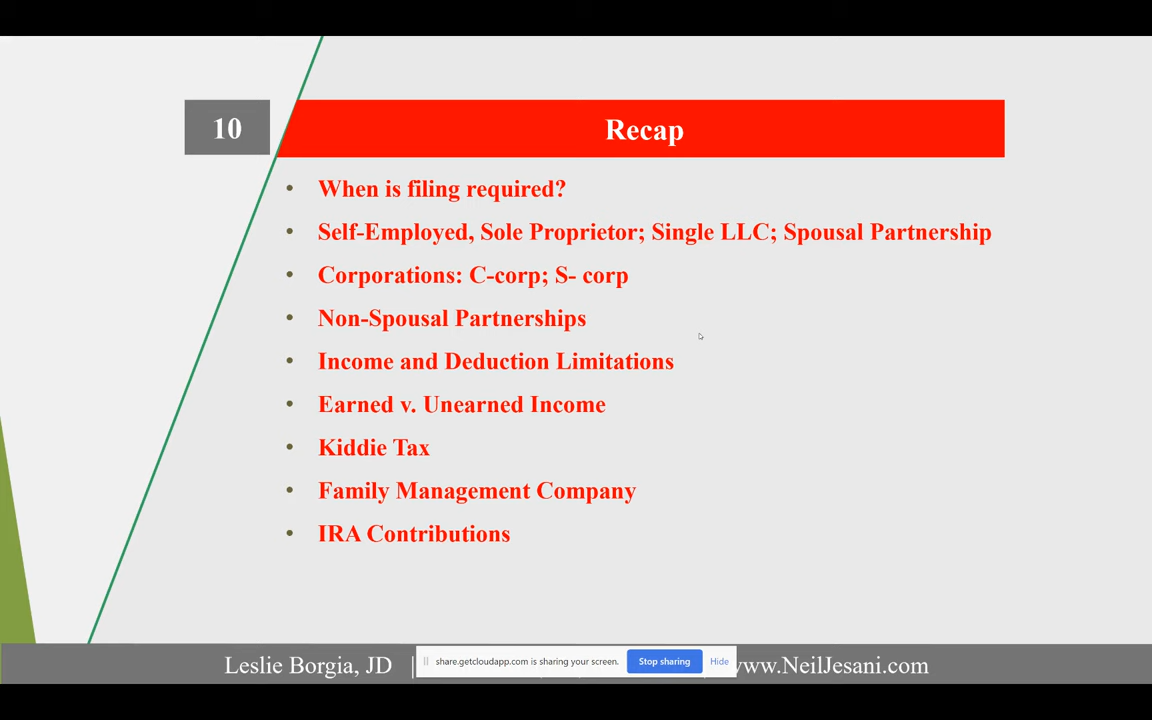 10
Recap
• When is filing required?
• Self-Employed, Sole Proprietor; Single LLC; Spousal Partnership
• Corporations: C-corp; S- corp
• Non-Spousal Partnerships
• Income and Deduction Limitations
• Earned v. Unearned Income
• Kiddie Tax
• Family Management Company
• IRA Contributions
Leslie Borgia, JD | www.NeilJesani.com
share.getcloudapp.com is sharing your screen. Stop sharing Hide